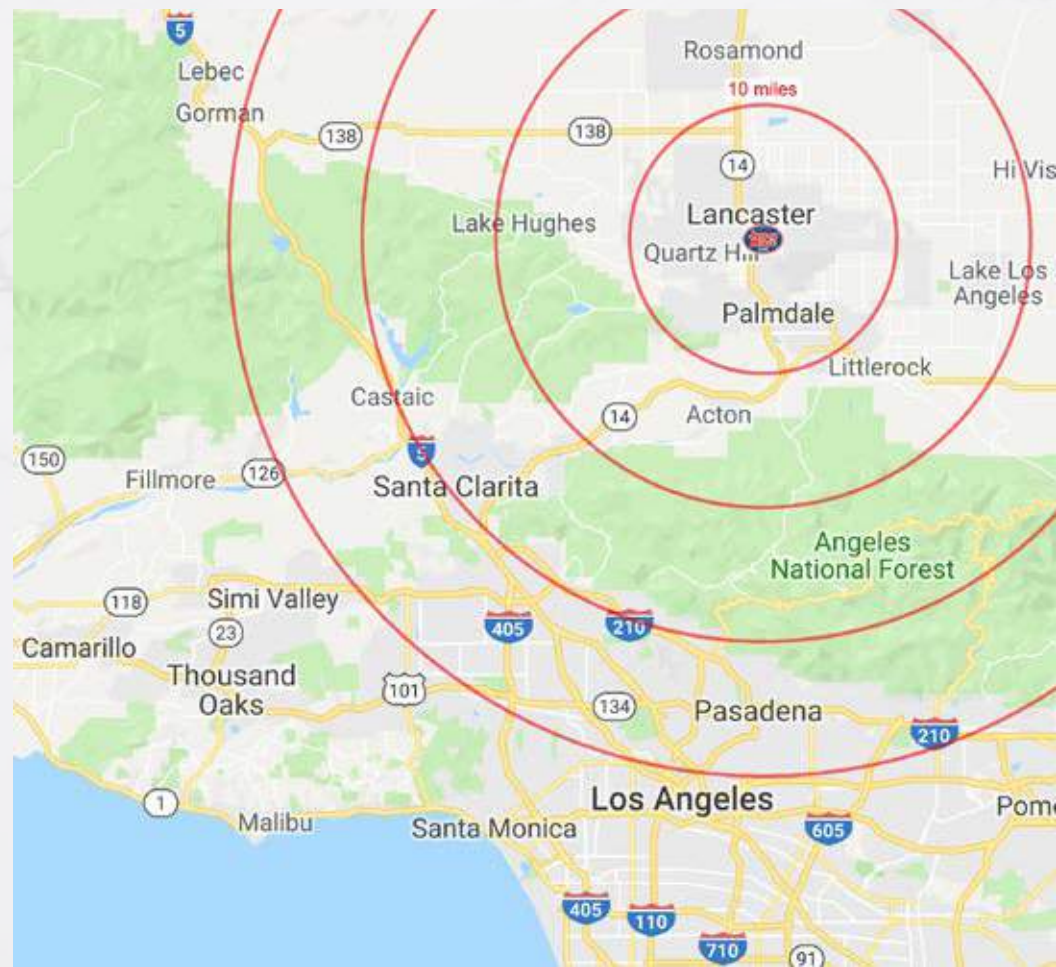 5
Lebec
Gorman
138
138
Rosamond
10 miles
14
Hi Vis
Lancaster
Lake Hughes
Quartz H
Lake Los
Angeles
Palmdale
Littlerock
Castaic
14
Acton
5
150
126
Fillmore
Santa Clarita
Angeles
National Forest
118
Simi Valley
405
210
23
Camarillo
Thousand
Oaks
101
134
Pasadena
210
1
Malibu
Los Angeles
Pom
Santa Monica
605
405
110
710
91